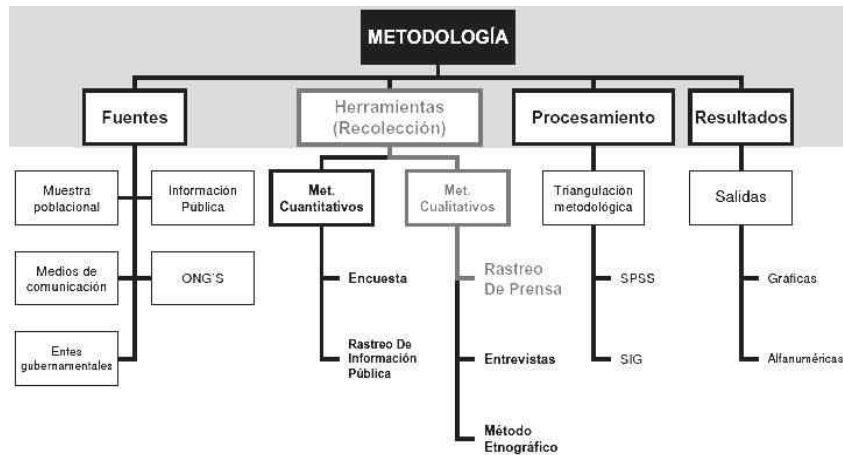 METODOLOGÍA
Fuentes
Herramientas
(Recolección)
Procesamiento
Resultados
Muestra
poblacional
Información
Pública
Medios de
comunicación
ONG'S
Entes
gubernamentales
Met.
Cuantitativos
Met.
Cualitativos
Encuesta
Rastreo De
Información
Pública
Rastreo
De Prensa
Entrevistas
Método
Etnográfico
Triangulación
metodológica
SPSS
SIG
Salidas
Gráficas
Alfanuméricas